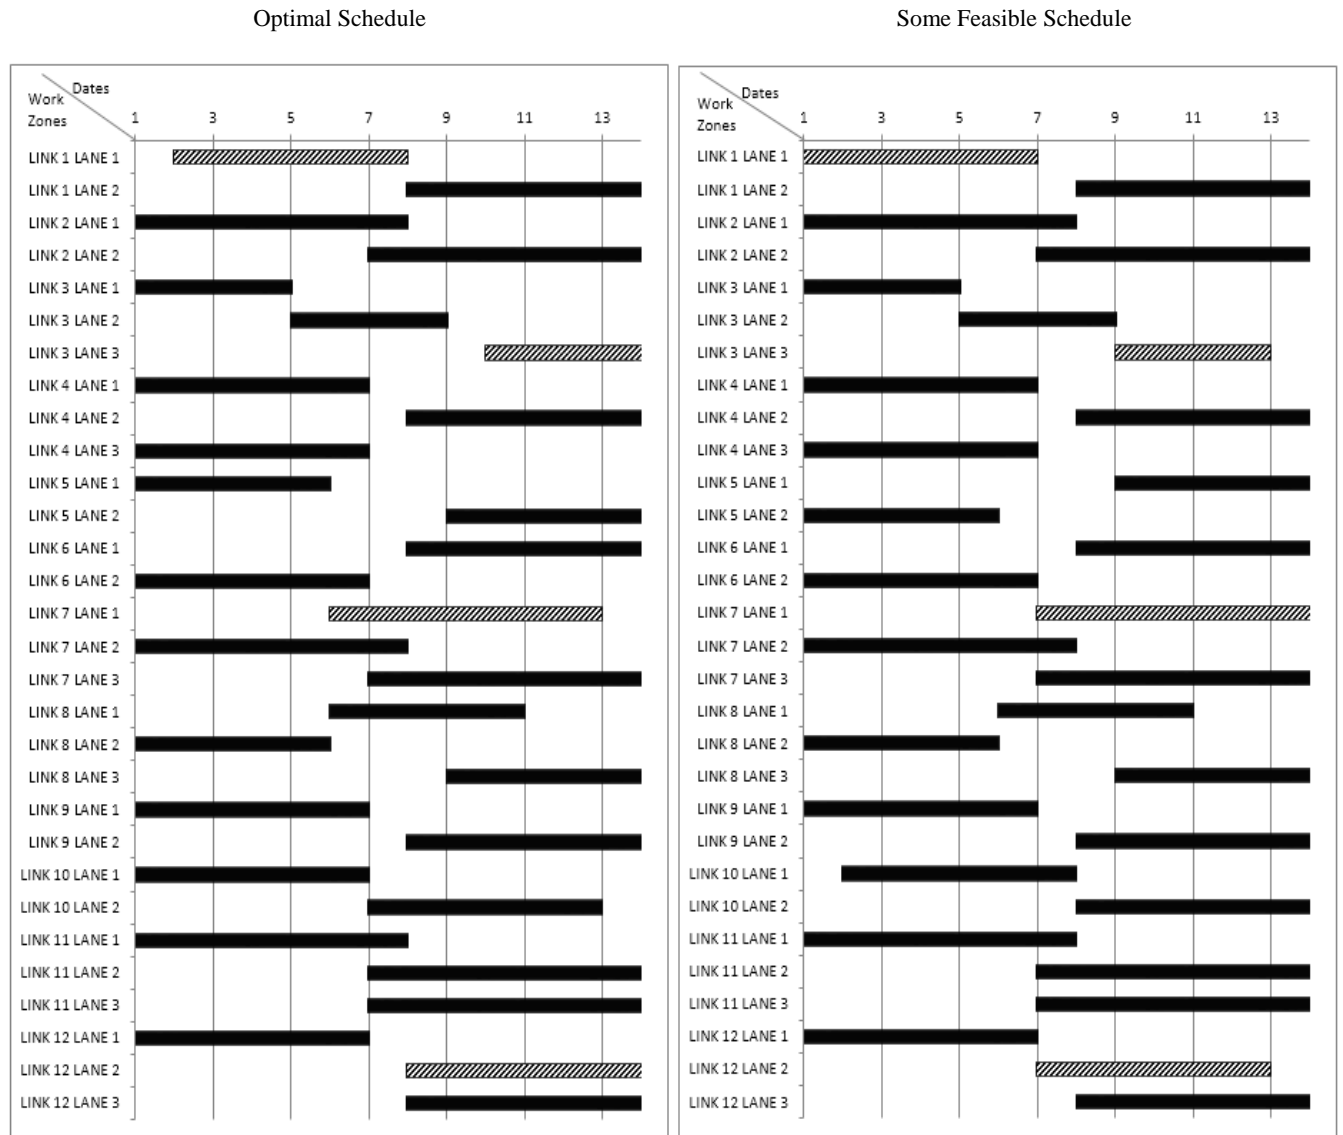 Optimal Schedule
Some Feasible Schedule
Dates
Work
Zones
1 3 5 7 9 11 13
LINK 1 LANE 1
LINK 1 LANE 2
LINK 2 LANE 1
LINK 2 LANE 2
LINK 3 LANE 1
LINK 3 LANE 2
LINK 3 LANE 3
LINK 4 LANE 1
LINK 4 LANE 2
LINK 4 LANE 3
LINK 5 LANE 1
LINK 5 LANE 2
LINK 6 LANE 1
LINK 6 LANE 2
LINK 7 LANE 1
LINK 7 LANE 2
LINK 7 LANE 3
LINK 8 LANE 1
LINK 8 LANE 2
LINK 8 LANE 3
LINK 9 LANE 1
LINK 9 LANE 2
LINK 10 LANE 1
LINK 10 LANE 2
LINK 11 LANE 1
LINK 11 LANE 2
LINK 11 LANE 3
LINK 12 LANE 1
LINK 12 LANE 2
LINK 12 LANE 3
Dates
Work
Zones
1 3 5 7 9 11 13
LINK 1 LANE 1
LINK 1 LANE 2
LINK 2 LANE 1
LINK 2 LANE 2
LINK 3 LANE 1
LINK 3 LANE 2
LINK 3 LANE 3
LINK 4 LANE 1
LINK 4 LANE 2
LINK 4 LANE 3
LINK 5 LANE 1
LINK 5 LANE 2
LINK 6 LANE 1
LINK 6 LANE 2
LINK 7 LANE 1
LINK 7 LANE 2
LINK 7 LANE 3
LINK 8 LANE 1
LINK 8 LANE 2
LINK 8 LANE 3
LINK 9 LANE 1
LINK 9 LANE 2
LINK 10 LANE 1
LINK 10 LANE 2
LINK 11 LANE 1
LINK 11 LANE 2
LINK 11 LANE 3
LINK 12 LANE 1
LINK 12 LANE 2
LINK 12 LANE 3